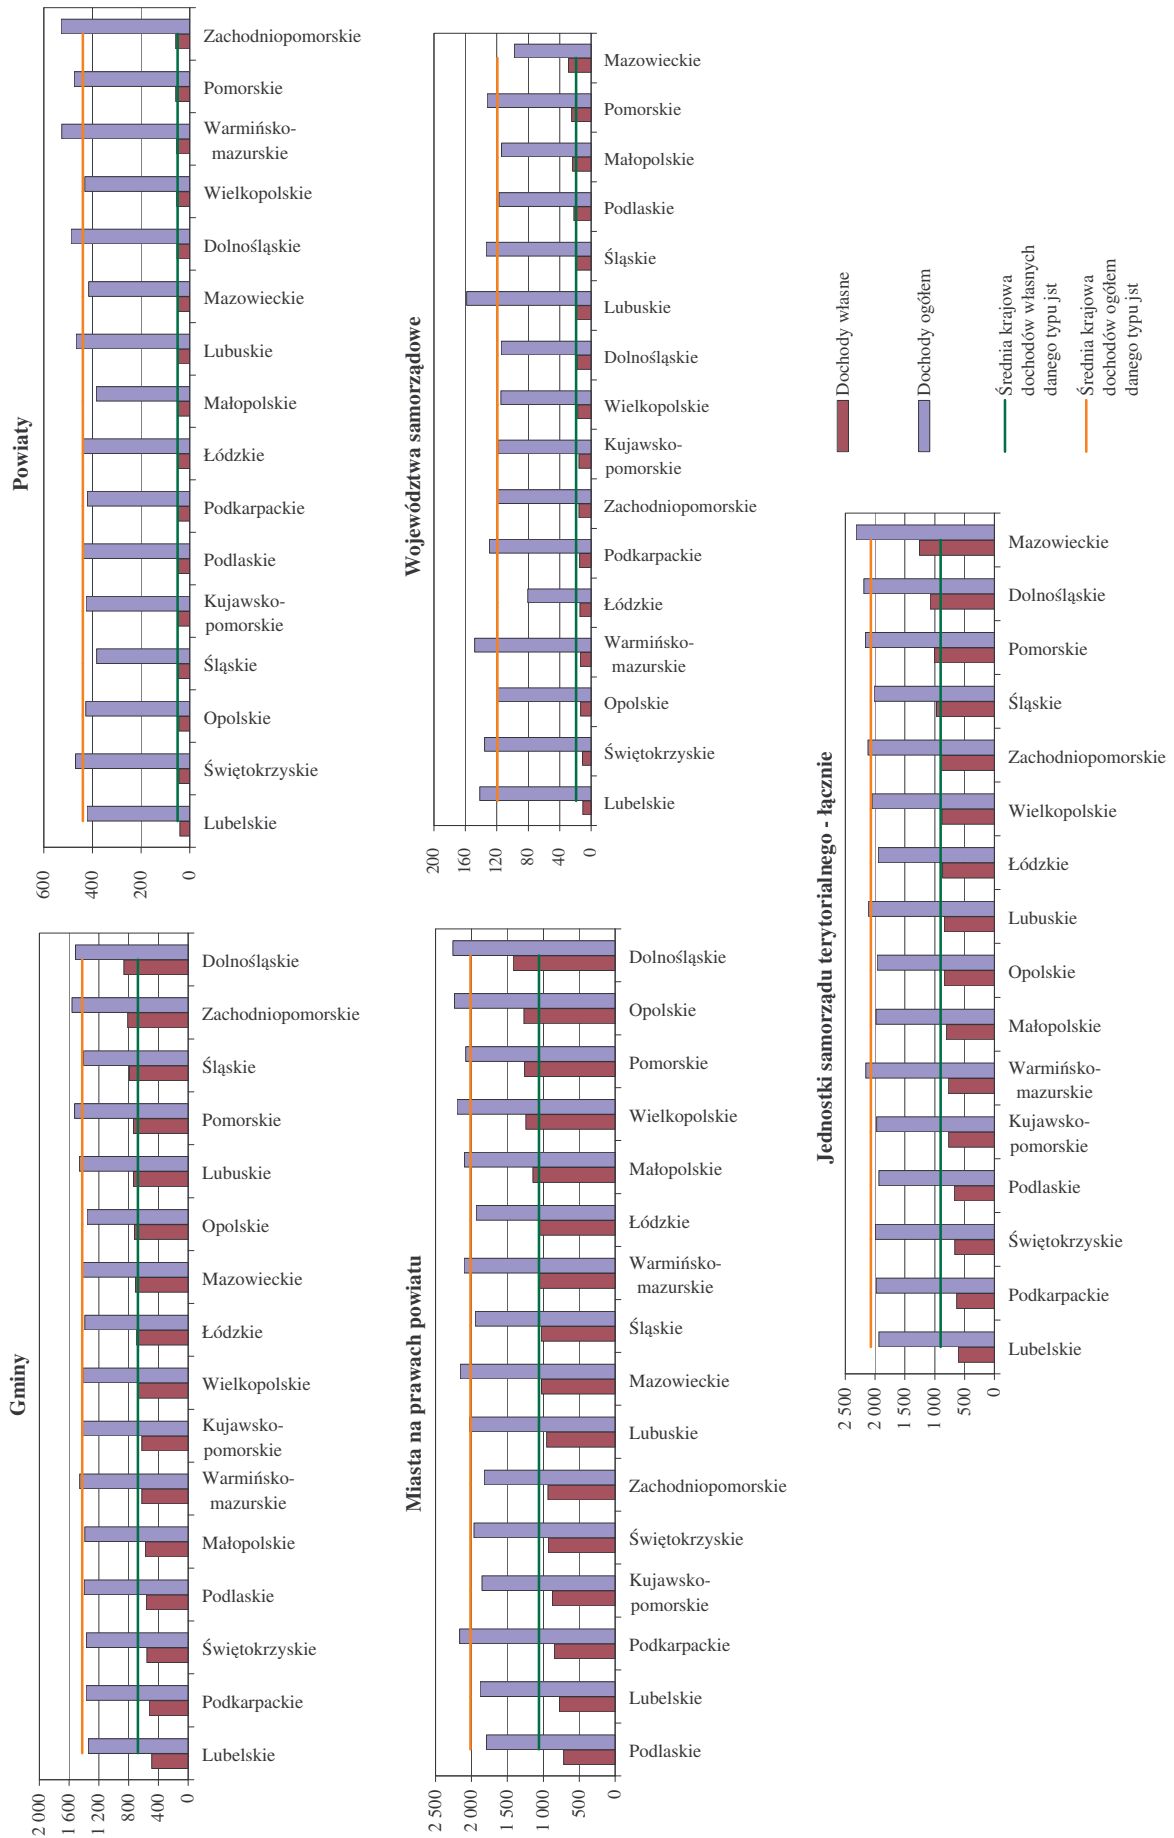 Powiaty
600
400
200
0
Zachodniopomorskie
Pomorskie
Warmińsko-
mazurskie
Wielkopolskie
Dolnośląskie
Mazowieckie
Lubuskie
Małopolskie
Łódzkie
Podkarpackie
Podlaskie
Kujawsko-
pomorskie
Śląskie
Opolskie
Świętokrzyskie
Lubelskie
Województwa samorządowe
200
160
120
80
40
0
Mazowieckie
Pomorskie
Małopolskie
Podlaskie
Śląskie
Lubuskie
Dolnośląskie
Wielkopolskie
Kujawsko-
pomorskie
Zachodniopomorskie
Podkarpackie
Łódzkie
Warmińsko-
mazurskie
Opolskie
Świętokrzyskie
Lubelskie
Dochody własne
Dochody ogółem
Średnia krajowa
dochodów własnych
danego typu jst
Średnia krajowa
dochodów ogółem
danego typu jst
Gminy
2 000
1 600
1 200
800
400
0
Dolnośląskie
Zachodniopomorskie
Śląskie
Pomorskie
Lubuskie
Opolskie
Mazowieckie
Łódzkie
Wielkopolskie
Kujawsko-
pomorskie
Warmińsko-
mazurskie
Małopolskie
Podlaskie
Świętokrzyskie
Podkarpackie
Lubelskie
Miasta na prawach powiatu
2 500
2 000
1 500
1 000
500
0
Dolnośląskie
Opolskie
Pomorskie
Wielkopolskie
Małopolskie
Łódzkie
Warmińsko-
mazurskie
Śląskie
Mazowieckie
Lubuskie
Zachodniopomorskie
Świętokrzyskie
Kujawsko-
pomorskie
Podkarpackie
Lubelskie
Podlaskie
Jednostki samorządu terytorialnego - łącznie
2 500
2 000
1 500
1 000
500
0
Mazowieckie
Dolnośląskie
Pomorskie
Śląskie
Zachodniopomorskie
Wielkopolskie
Łódzkie
Lubuskie
Opolskie
Małopolskie
Warmińsko-
mazurskie
Kujawsko-
pomorskie
Podlaskie
Świętokrzyskie
Podkarpackie
Lubelskie